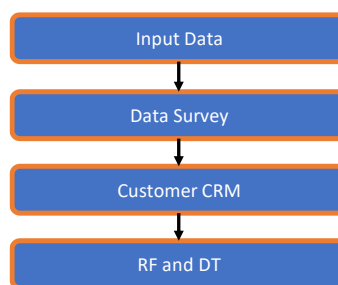 Input Data
Data Survey
Customer CRM
RF and DT